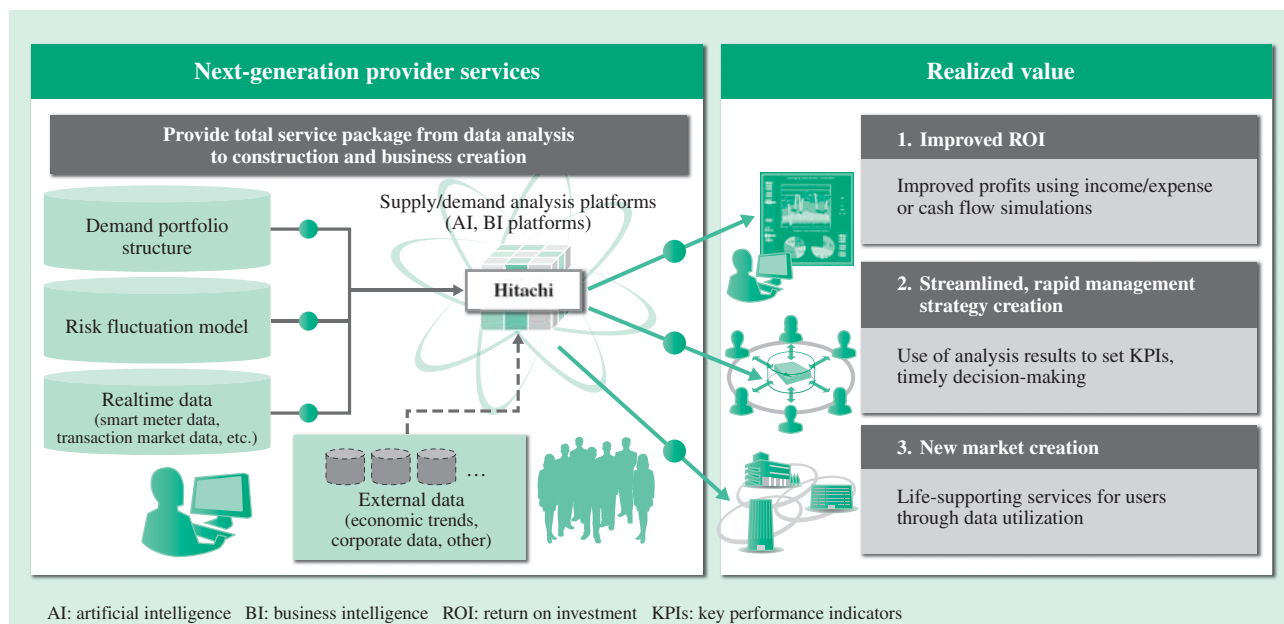 Next-generation provider services
Provide total service package from data analysis
to construction and business creation
Demand portfolio
structure
Risk fluctuation model
Realtime data
(smart meter data,
transaction market data, etc.)
Supply/demand analysis platforms
(AI, BI platforms)
Hitachi
...
External data
(economic trends,
corporate data, other)
Realized value
1. Improved ROI
Improved profits using income/expense
or cash flow simulations
2. Streamlined, rapid management
strategy creation
Use of analysis results to set KPIs,
timely decision-making
3. New market creation
Life-supporting services for users
through data utilization
AI: artificial intelligence BI: business intelligence ROI: return on investment KPIs: key performance indicators